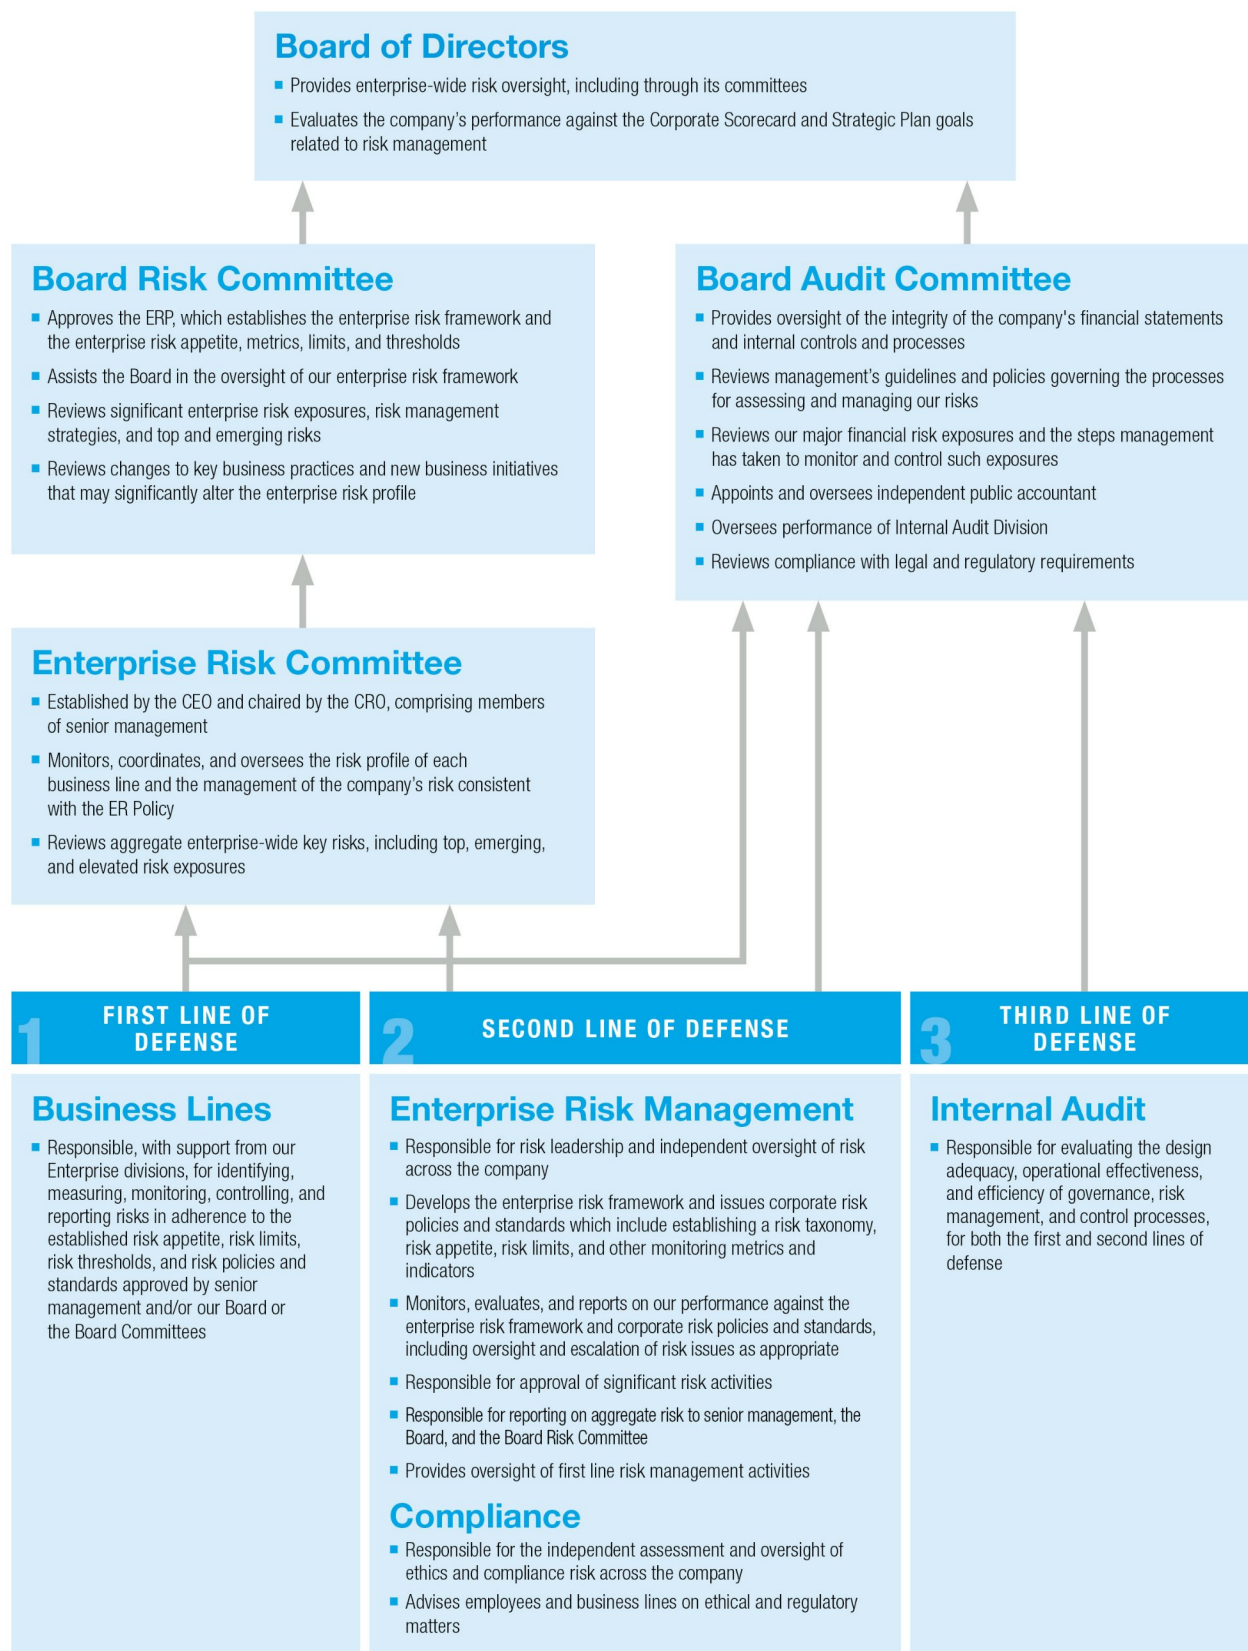 Board of Directors
▪ Provides enterprise-wide risk oversight, including through its committees
▪ Evaluates the company’s performance against the Corporate Scorecard and Strategic Plan goals
related to risk management
Board Risk Committee
▪ Approves the ERP, which establishes the enterprise risk framework and
the enterprise risk appetite, metrics, limits, and thresholds
▪ Assists the Board in the oversight of our enterprise risk framework
▪ Reviews significant enterprise risk exposures, risk management
strategies, and top and emerging risks
▪ Reviews changes to key business practices and new business initiatives
that may significantly alter the enterprise risk profile
Board Audit Committee
▪ Provides oversight of the integrity of the company's financial statements
and internal controls and processes
▪ Reviews management’s guidelines and policies governing the processes
for assessing and managing our risks
▪ Reviews our major financial risk exposures and the steps management
has taken to monitor and control such exposures
▪ Appoints and oversees independent public accountant
▪ Oversees performance of Internal Audit Division
▪ Reviews compliance with legal and regulatory requirements
Enterprise Risk Committee
▪ Established by the CEO and chaired by the CRO, comprising members
of senior management
▪ Monitors, coordinates, and oversees the risk profile of each
business line and the management of the company’s risk consistent
with the ER Policy
▪ Reviews aggregate enterprise-wide key risks, including top, emerging,
and elevated risk exposures
1
FIRST LINE OF
DEFENSE
Business Lines
▪ Responsible, with support from our
Enterprise divisions, for identifying,
measuring, monitoring, controlling, and
reporting risks in adherence to the
established risk appetite, risk limits,
risk thresholds, and risk policies and
standards approved by senior
management and/or our Board or
the Board Committees
2
SECOND LINE OF DEFENSE
Enterprise Risk Management
▪ Responsible for risk leadership and independent oversight of risk
across the company
▪ Develops the enterprise risk framework and issues corporate risk
policies and standards which include establishing a risk taxonomy,
risk appetite, risk limits, and other monitoring metrics and
indicators
▪ Monitors, evaluates, and reports on our performance against the
enterprise risk framework and corporate risk policies and standards,
including oversight and escalation of risk issues as appropriate
▪ Responsible for approval of significant risk activities
▪ Responsible for reporting on aggregate risk to senior management, the
Board, and the Board Risk Committee
▪ Provides oversight of first line risk management activities
Compliance
▪ Responsible for the independent assessment and oversight of
ethics and compliance risk across the company
▪ Advises employees and business lines on ethical and regulatory
matters
3
THIRD LINE OF
DEFENSE
Internal Audit
▪ Responsible for evaluating the design
adequacy, operational effectiveness,
and efficiency of governance, risk
management, and control processes,
for both the first and second lines of
defense